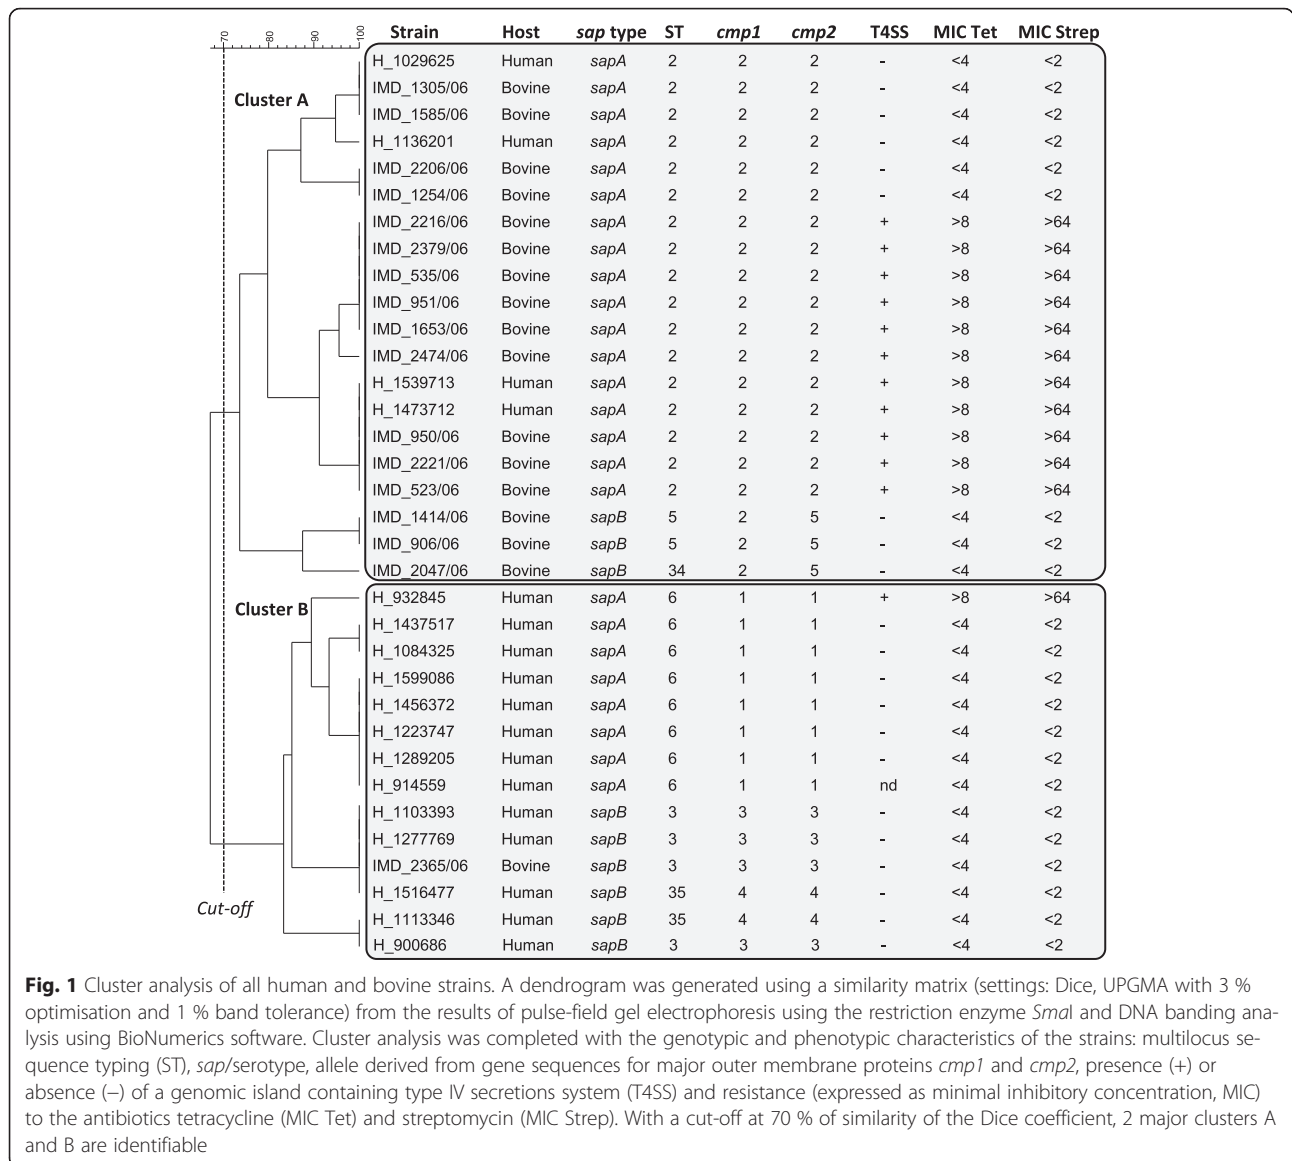 70 80 90 100 Strain Host sap type ST cmp1 cmp2 T4SS MIC Tet MIC Strep
H_1029625 Human sapA 2 2 2 - <4 <2
Cluster A IMD_1305/06 Bovine sapA 2 2 2 - <4 <2
IMD_1585/06 Bovine sapA 2 2 2 - <4 <2
H_1136201 Human sapA 2 2 2 - <4 <2
IMD_2206/06 Bovine sapA 2 2 2 - <4 <2
IMD_1254/06 Bovine sapA 2 2 2 - <4 <2
IMD_2216/06 Bovine sapA 2 2 2 + >8 >64
IMD_2379/06 Bovine sapA 2 2 2 + >8 >64
IMD_535/06 Bovine sapA 2 2 2 + >8 >64
IMD_951/06 Bovine sapA 2 2 2 + >8 >64
IMD_1653/06 Bovine sapA 2 2 2 + >8 >64
IMD_2474/06 Bovine sapA 2 2 2 + >8 >64
H_1539713 Human sapA 2 2 2 + >8 >64
H_1473712 Human sapA 2 2 2 + >8 >64
IMD_950/06 Bovine sapA 2 2 2 + >8 >64
IMD_2221/06 Bovine sapA 2 2 2 + >8 >64
IMD_523/06 Bovine sapA 2 2 2 + >8 >64
IMD_1414/06 Bovine sapB 5 2 5 - <4 <2
IMD_906/06 Bovine sapB 5 2 5 - <4 <2
IMD_2047/06 Bovine sapB 34 2 5 - <4 <2
Cluster B H_932845 Human sapA 6 1 1 + >8 >64
H_1437517 Human sapA 6 1 1 - <4 <2
H_1084325 Human sapA 6 1 1 - <4 <2
H_1599086 Human sapA 6 1 1 - <4 <2
H_1456372 Human sapA 6 1 1 - <4 <2
H_1223747 Human sapA 6 1 1 - <4 <2
H_1289205 Human sapA 6 1 1 - <4 <2
H_914559 Human sapA 6 1 1 nd <4 <2
H_1103393 Human sapB 3 3 3 - <4 <2
H_1277769 Human sapB 3 3 3 - <4 <2
IMD_2365/06 Bovine sapB 3 3 3 - <4 <2
H_1516477 Human sapB 35 4 4 - <4 <2
Cut-off H_1113346 Human sapB 35 4 4 - <4 <2
H_900686 Human sapB 3 3 3 - <4 <2
Fig. 1 Cluster analysis of all human and bovine strains. A dendrogram was generated using a similarity matrix (settings: Dice, UPGMA with 3 %
optimisation and 1 % band tolerance) from the results of pulse-field gel electrophoresis using the restriction enzyme SmaI and DNA banding ana-
lysis using BioNumerics software. Cluster analysis was completed with the genotypic and phenotypic characteristics of the strains: multilocus se-
quence typing (ST), sap/serotype, allele derived from gene sequences for major outer membrane proteins cmp1 and cmp2, presence (+) or
absence (−) of a genomic island containing type IV secretions system (T4SS) and resistance (expressed as minimal inhibitory concentration, MIC)
to the antibiotics tetracycline (MIC Tet) and streptomycin (MIC Strep). With a cut-off at 70 % of similarity of the Dice coefficient, 2 major clusters A
and B are identifiable